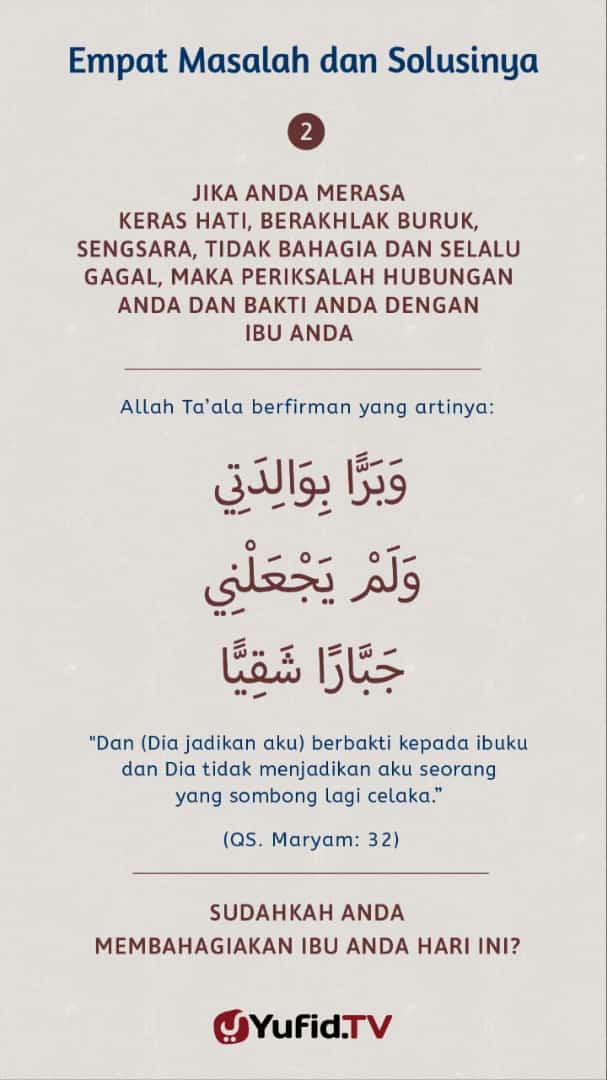 Empat Masalah dan Solusinya
2
JIKA ANDA MERASA
KERAS HATI, BERAKHLAK BURUK,
SENGSARA, TIDAK BAHAGIA DAN SELALU
GAGAL, MAKA PERIKSALAH HUBUNGAN
ANDA DAN BAKTI ANDA DENGAN
IBU ANDA
Allah Ta’ala berfirman yang artinya:
وَبَرًّا بِوَالِدَتِي
وَلَمْ يَجْعَلْنِي
جَبَّارًا شَقِيًّا
"Dan (Dia jadikan aku) berbakti kepada ibuku
dan Dia tidak menjadikan aku seorang
yang sombong lagi celaka.”
(QS. Maryam: 32)
SUDAHKAH ANDA
MEMBAHAGIAKAN IBU ANDA HARI INI?
Yufid.TV